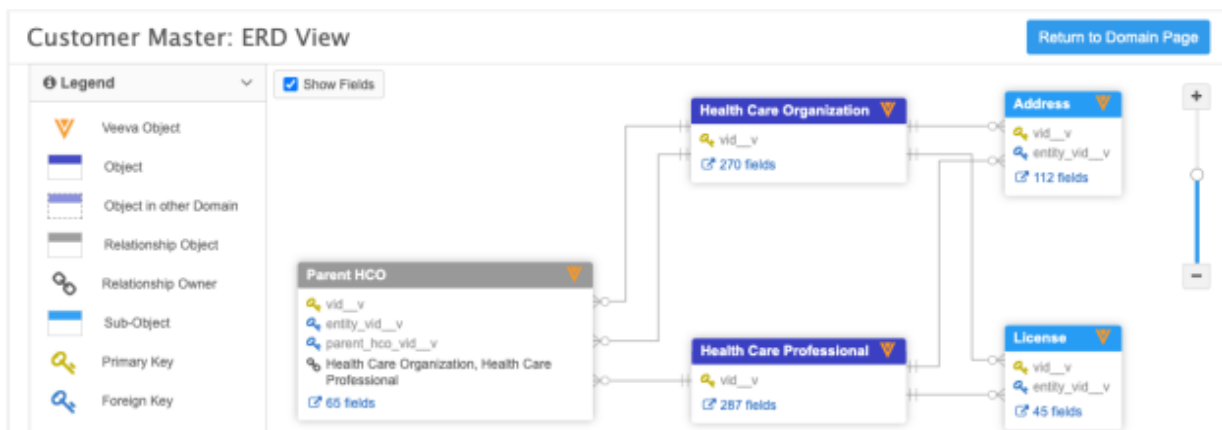 Customer Master: ERD View
Return to Domain Page
Legend
Show Fields
Veeva Object
Object
Object in other Domain
Relationship Object
Relationship Owner
Sub-Object
Primary Key
Foreign Key
Parent HCO
vid__v
entity_vid__v
parent_hco_vid__v
Health Care Organization, Health Care
Professional
65 fields
Health Care Organization
vid__v
270 fields
Health Care Professional
vid__v
287 fields
Address
vid__v
entity_vid__v
112 fields
License
vid__v
entity_vid__v
45 fields